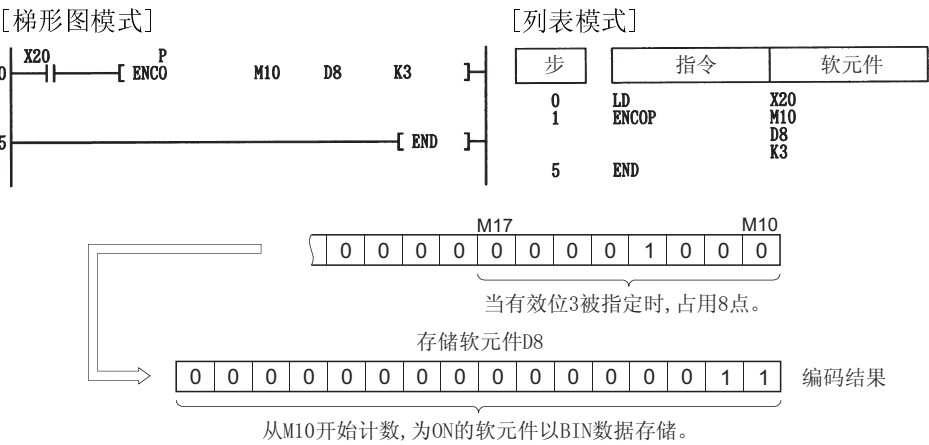 [梯形图模式]
X20 P
0 [ ENCO M10 D8 K3 ]
5 [ END ]
[列表模式]
步 指令 软元件
0 LD X20
1 ENCOP M10
D8
K3
5 END
M17 M10
0 0 0 0 0 0 0 0 1 0 0 0
当有效位3被指定时,占用8点。
存储软元件D8
0 0 0 0 0 0 0 0 0 0 0 0 0 0 1 1 编码结果
从M10开始计数,为ON的软元件以BIN数据存储。